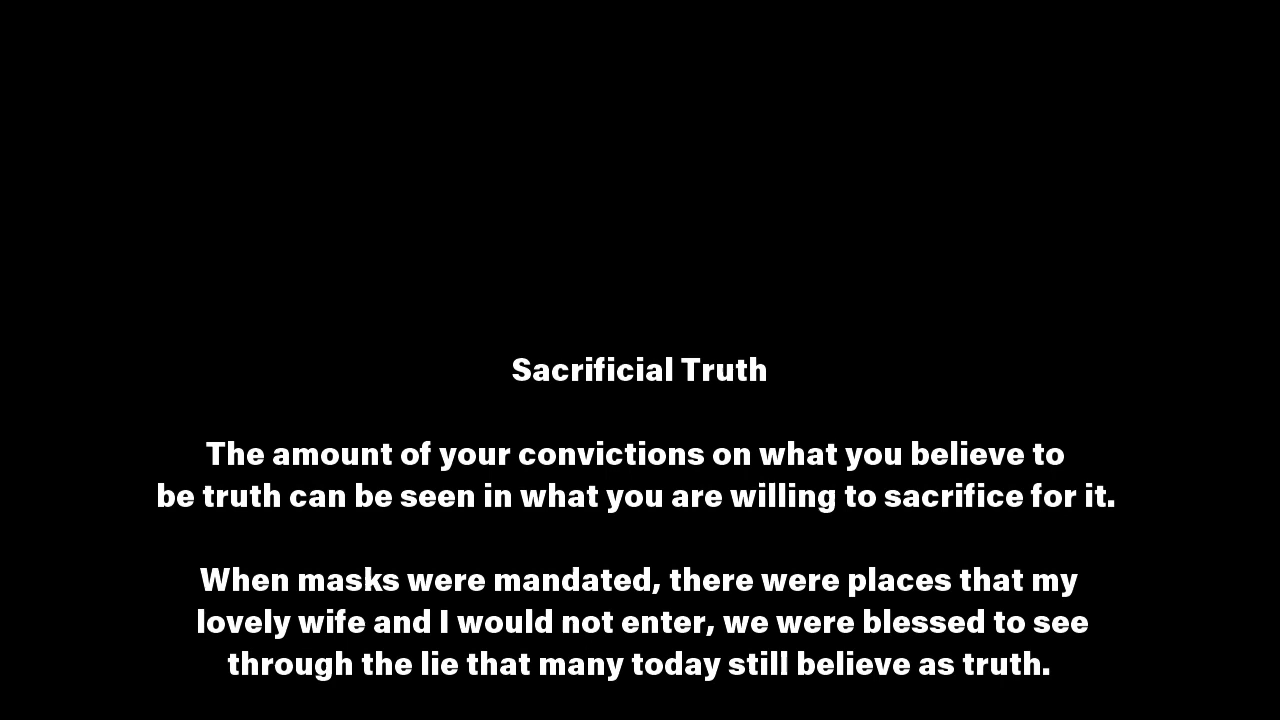 Sacrificial Truth
The amount of your convictions on what you believe to
be truth can be seen in what you are willing to sacrifice for it.
When masks were mandated, there were places that my
lovely wife and I would not enter, we were blessed to see
through the lie that many today still believe as truth.